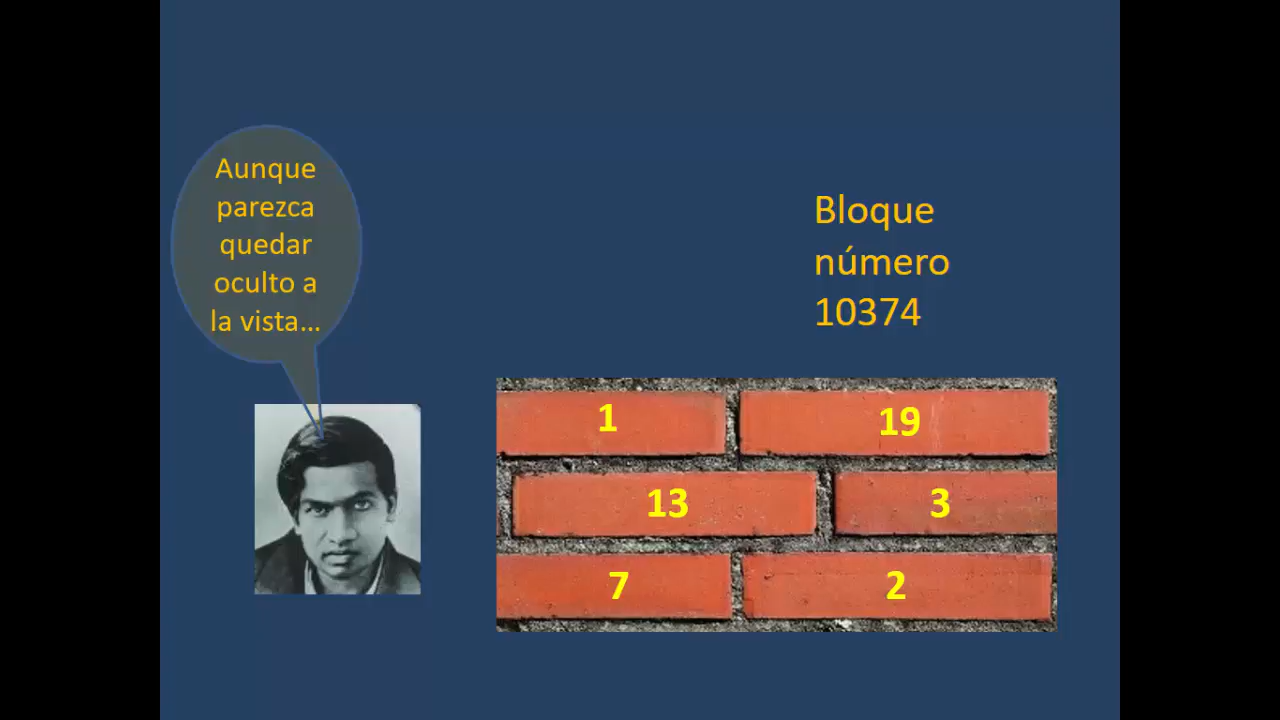 Aunque
parezca
quedar
oculto a
la vista...
Bloque
número
10374
1 19
13 3
7 2